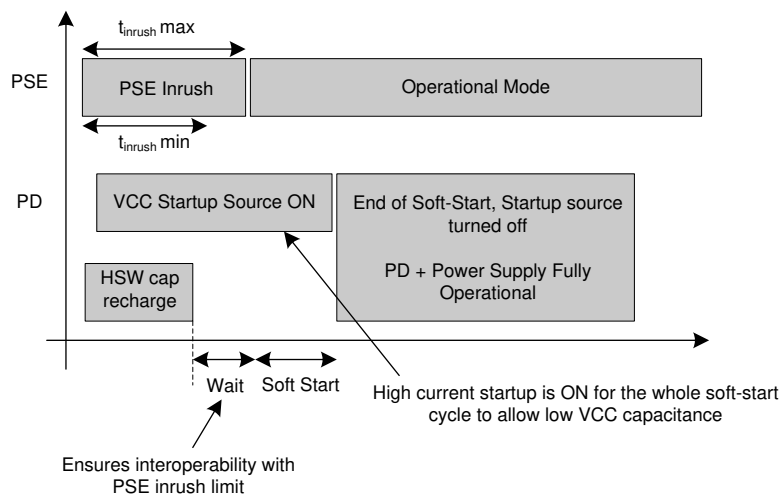 t_inrush max
PSE
PSE Inrush
Operational Mode
t_inrush min
PD
VCC Startup Source ON
End of Soft-Start, Startup source
turned off
PD + Power Supply Fully
Operational
HSW cap
recharge
Wait
Soft Start
High current startup is ON for the whole soft-start
cycle to allow low VCC capacitance
Ensures interoperability with
PSE inrush limit